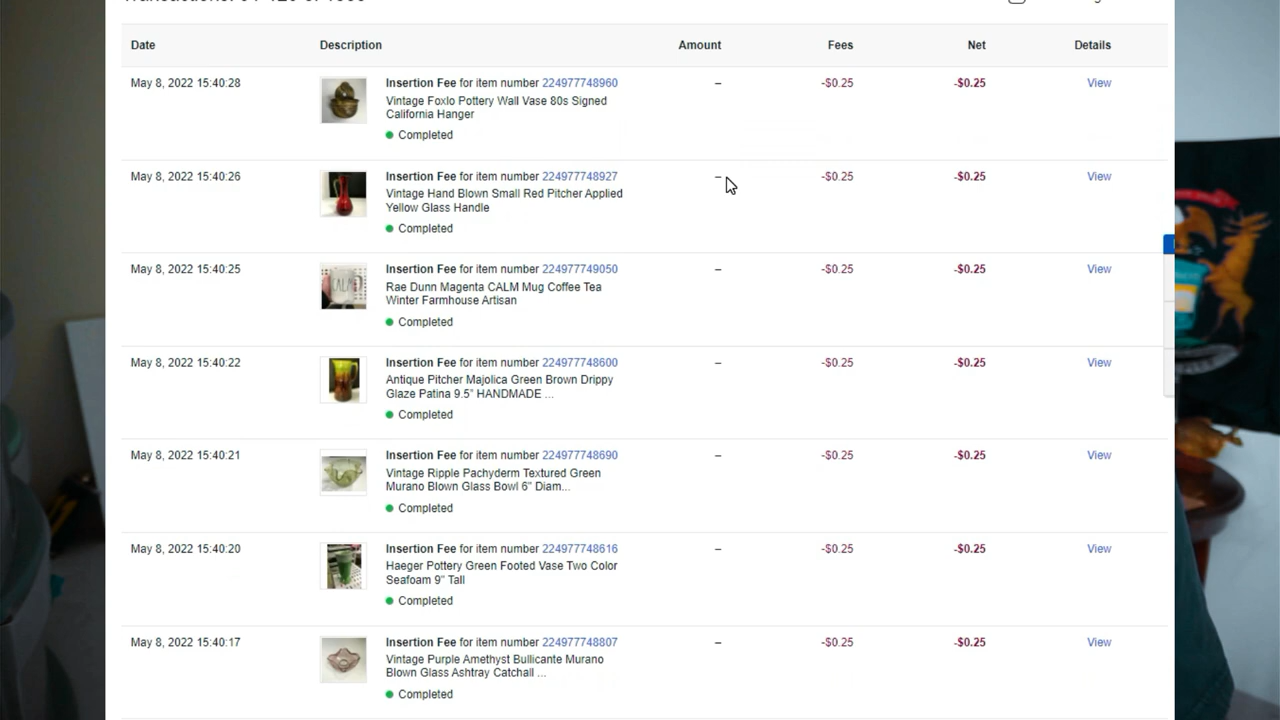 Date Description Amount Fees Net Details
May 8, 2022 15:40:28 Insertion Fee for item number 224977748960 – -$0.25 -$0.25 View
Vintage Foxlo Pottery Wall Vase 80s Signed
California Hanger
Completed
May 8, 2022 15:40:26 Insertion Fee for item number 224977748927 – -$0.25 -$0.25 View
Vintage Hand Blown Small Red Pitcher Applied
Yellow Glass Handle
Completed
May 8, 2022 15:40:25 Insertion Fee for item number 224977749050 – -$0.25 -$0.25 View
Rae Dunn Magenta CALM Mug Coffee Tea
Winter Farmhouse Artisan
Completed
May 8, 2022 15:40:22 Insertion Fee for item number 224977748600 – -$0.25 -$0.25 View
Antique Pitcher Majolica Green Brown Drippy
Glaze Patina 9.5" HANDMADE ...
Completed
May 8, 2022 15:40:21 Insertion Fee for item number 224977748690 – -$0.25 -$0.25 View
Vintage Ripple Pachyderm Textured Green
Murano Blown Glass Bowl 6" Diam...
Completed
May 8, 2022 15:40:20 Insertion Fee for item number 224977748616 – -$0.25 -$0.25 View
Haeger Pottery Green Footed Vase Two Color
Seafoam 9" Tall
Completed
May 8, 2022 15:40:17 Insertion Fee for item number 224977748807 – -$0.25 -$0.25 View
Vintage Purple Amethyst Bullicante Murano
Blown Glass Ashtray Catchall ...
Completed